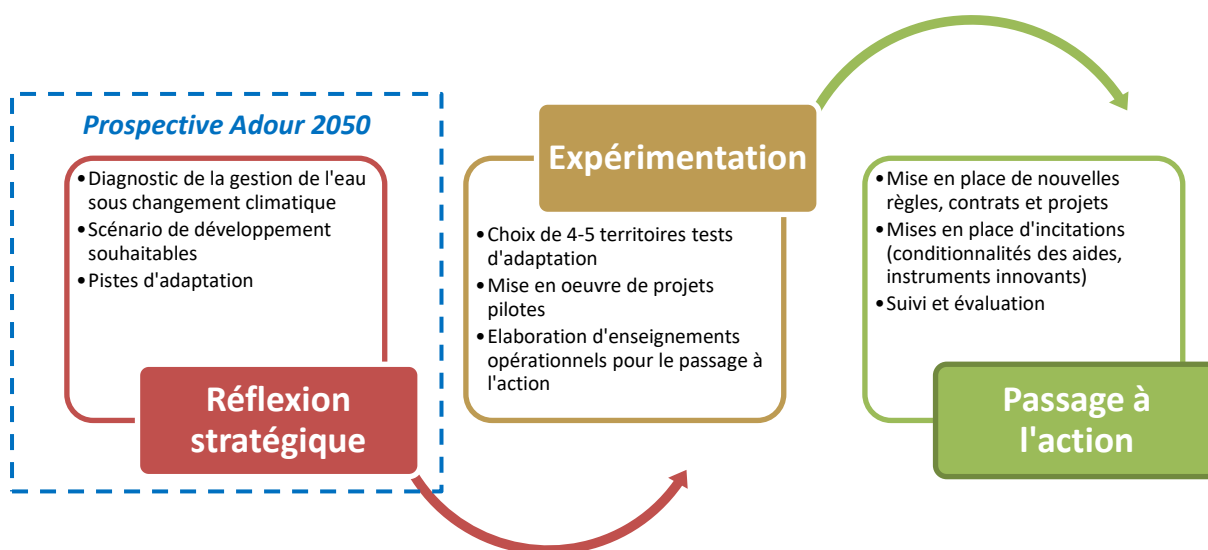 Prospective Adour 2050
•Diagnostic de la gestion de l'eau
sous changement climatique
•Scénario de développement
souhaitables
•Pistes d'adaptation
Réflexion
stratégique
Expérimentation
•Choix de 4-5 territoires tests
d'adaptation
•Mise en oeuvre de projets
pilotes
•Elaboration d'enseignements
opérationnels pour le passage à
l'action
•Mise en place de nouvelles
règles, contrats et projets
•Mises en place d'incitations
(conditionnalités des aides,
instruments innovants)
•Suivi et évaluation
Passage à
l'action